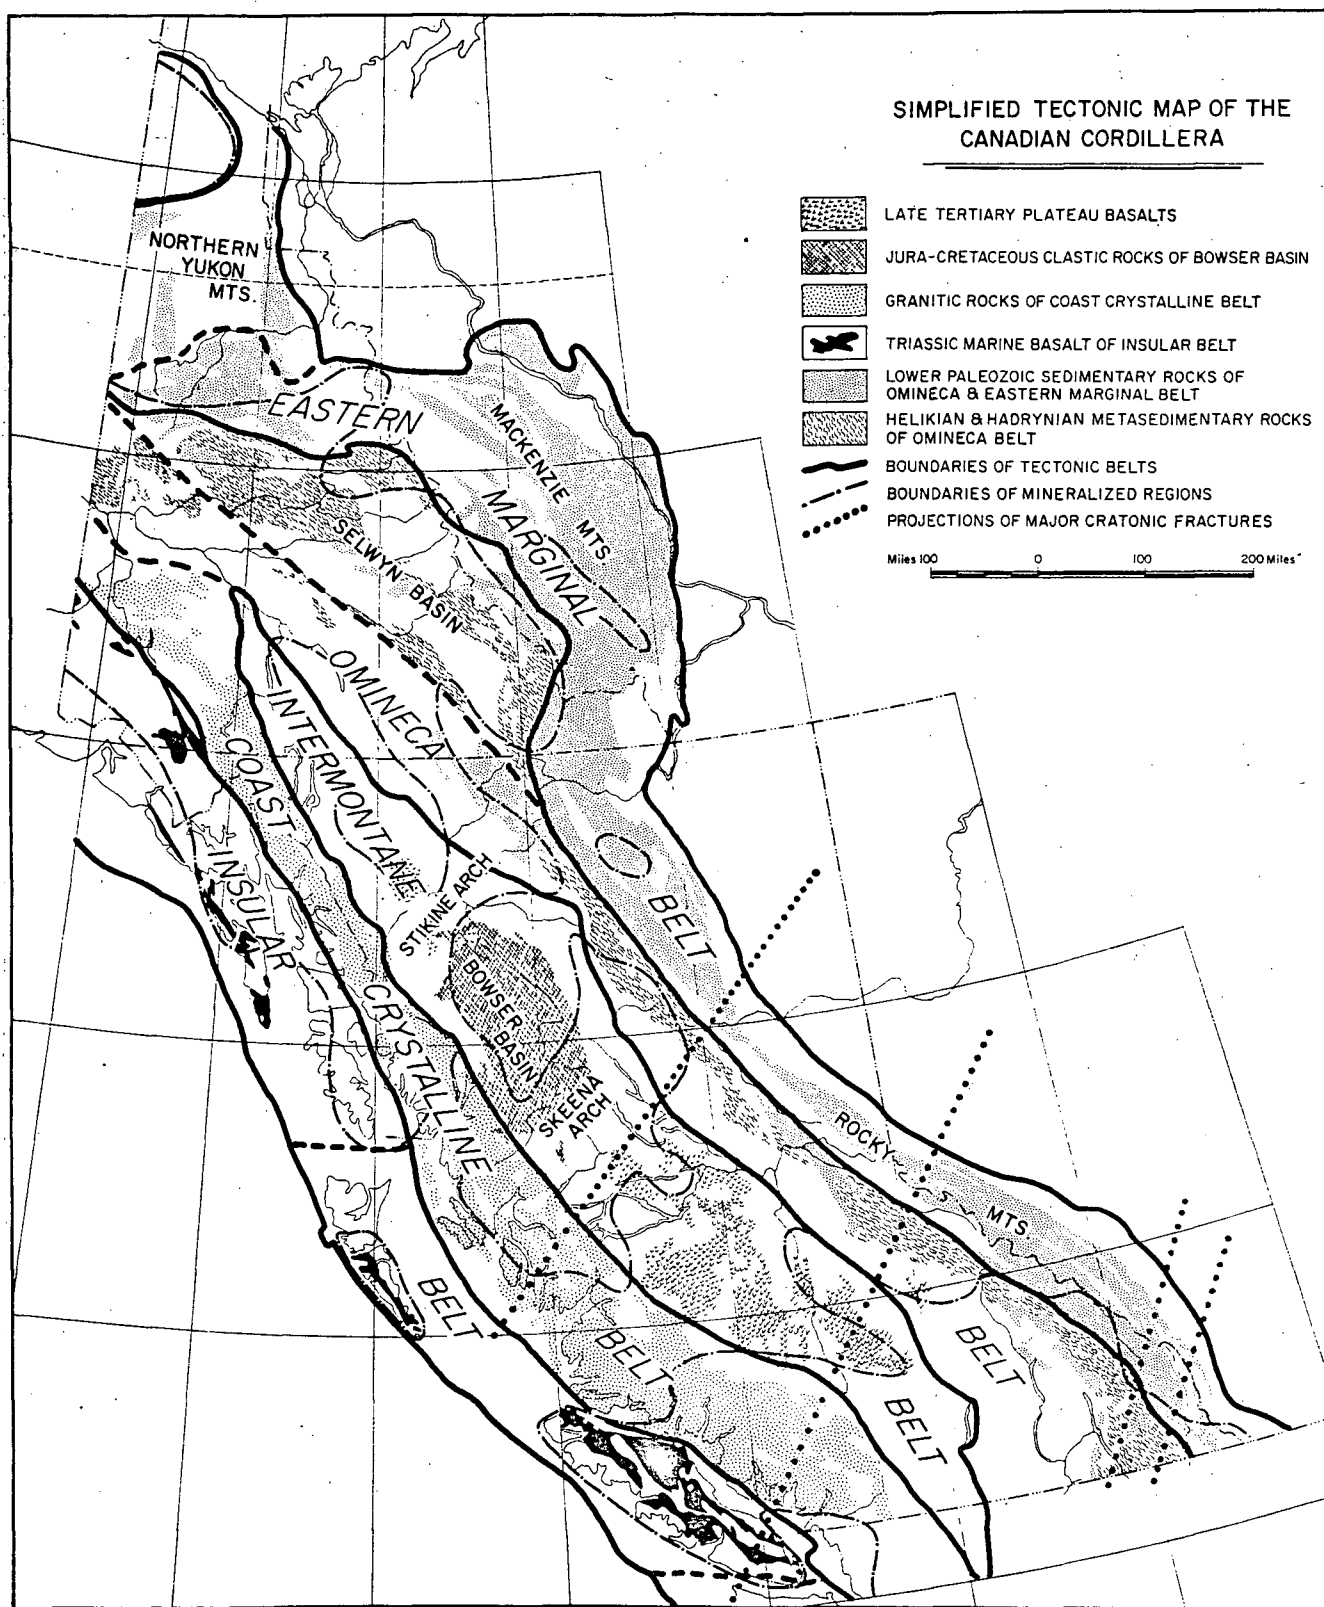 SIMPLIFIED TECTONIC MAP OF THE
CANADIAN CORDILLERA
LATE TERTIARY PLATEAU BASALTS
JURA-CRETACEOUS CLASTIC ROCKS OF BOWSER BASIN
GRANITIC ROCKS OF COAST CRYSTALLINE BELT
TRIASSIC MARINE BASALT OF INSULAR BELT
LOWER PALEOZOIC SEDIMENTARY ROCKS OF
OMINECA & EASTERN MARGINAL BELT
HELIKIAN & HADRYNIAN METASEDIMENTARY ROCKS
OF OMINECA BELT
BOUNDARIES OF TECTONIC BELTS
BOUNDARIES OF MINERALIZED REGIONS
PROJECTIONS OF MAJOR CRATONIC FRACTURES
Miles 100 0 100 200 Miles
NORTHERN
YUKON
MTS.
EASTERN
MARGINAL
BELT
MACKENZIE
MTS.
SELWYN BASIN
OMINECA
BELT
INTERMONTANE
BELT
COAST
CRYSTALLINE
BELT
INSULAR
BELT
STIKINE ARCH
BOWSER
BASIN
SKEENA
ARCH
ROCKY
MTS